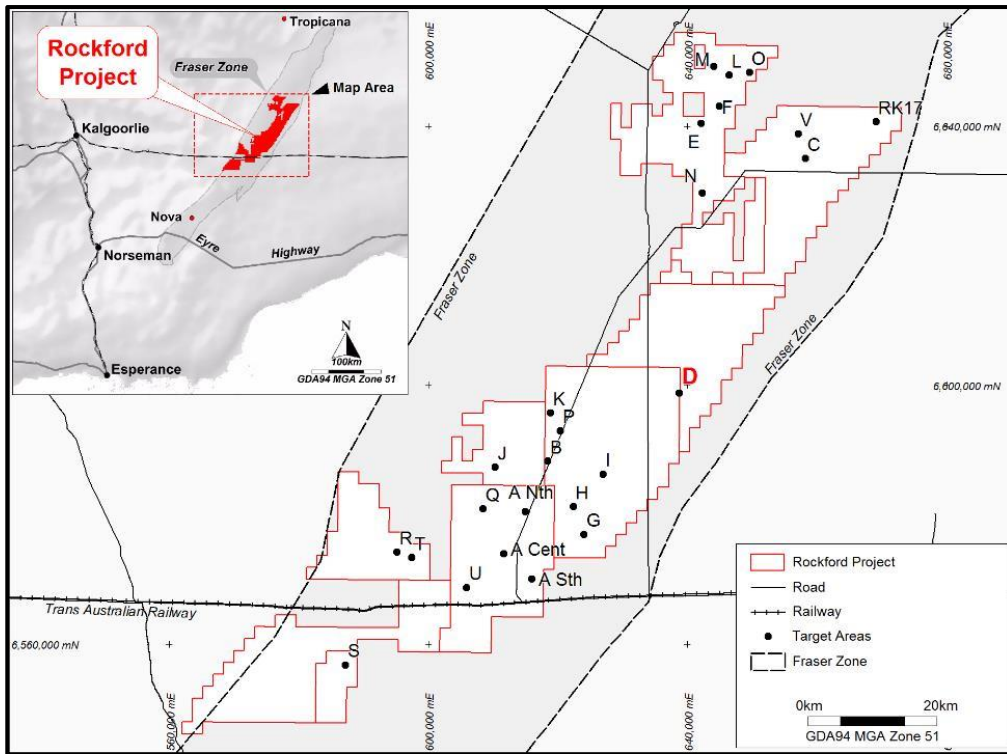 Tropicana
Rockford
Project
Fraser Zone
Map Area
Kalgoorlie
Nova
Eyre
Highway
Norseman
Esperance
N
100km
GDA94 MGA Zone 51
600,000 mE
640,000 mE
680,000 mE
M
L
O
F
E
RK17
6,640,000 mN
V
C
N
Fraser Zone
Fraser Zone
D
6,600,000 mN
K
P
B
J
I
Q
A Nth
H
G
R
T
A Cent
U
A Sth
Trans Australian Railway
6,560,000 mN
S
560,000 mE
600,000 mE
640,000 mE
Rockford Project
Road
Railway
Target Areas
Fraser Zone
0km
20km
GDA94 MGA Zone 51